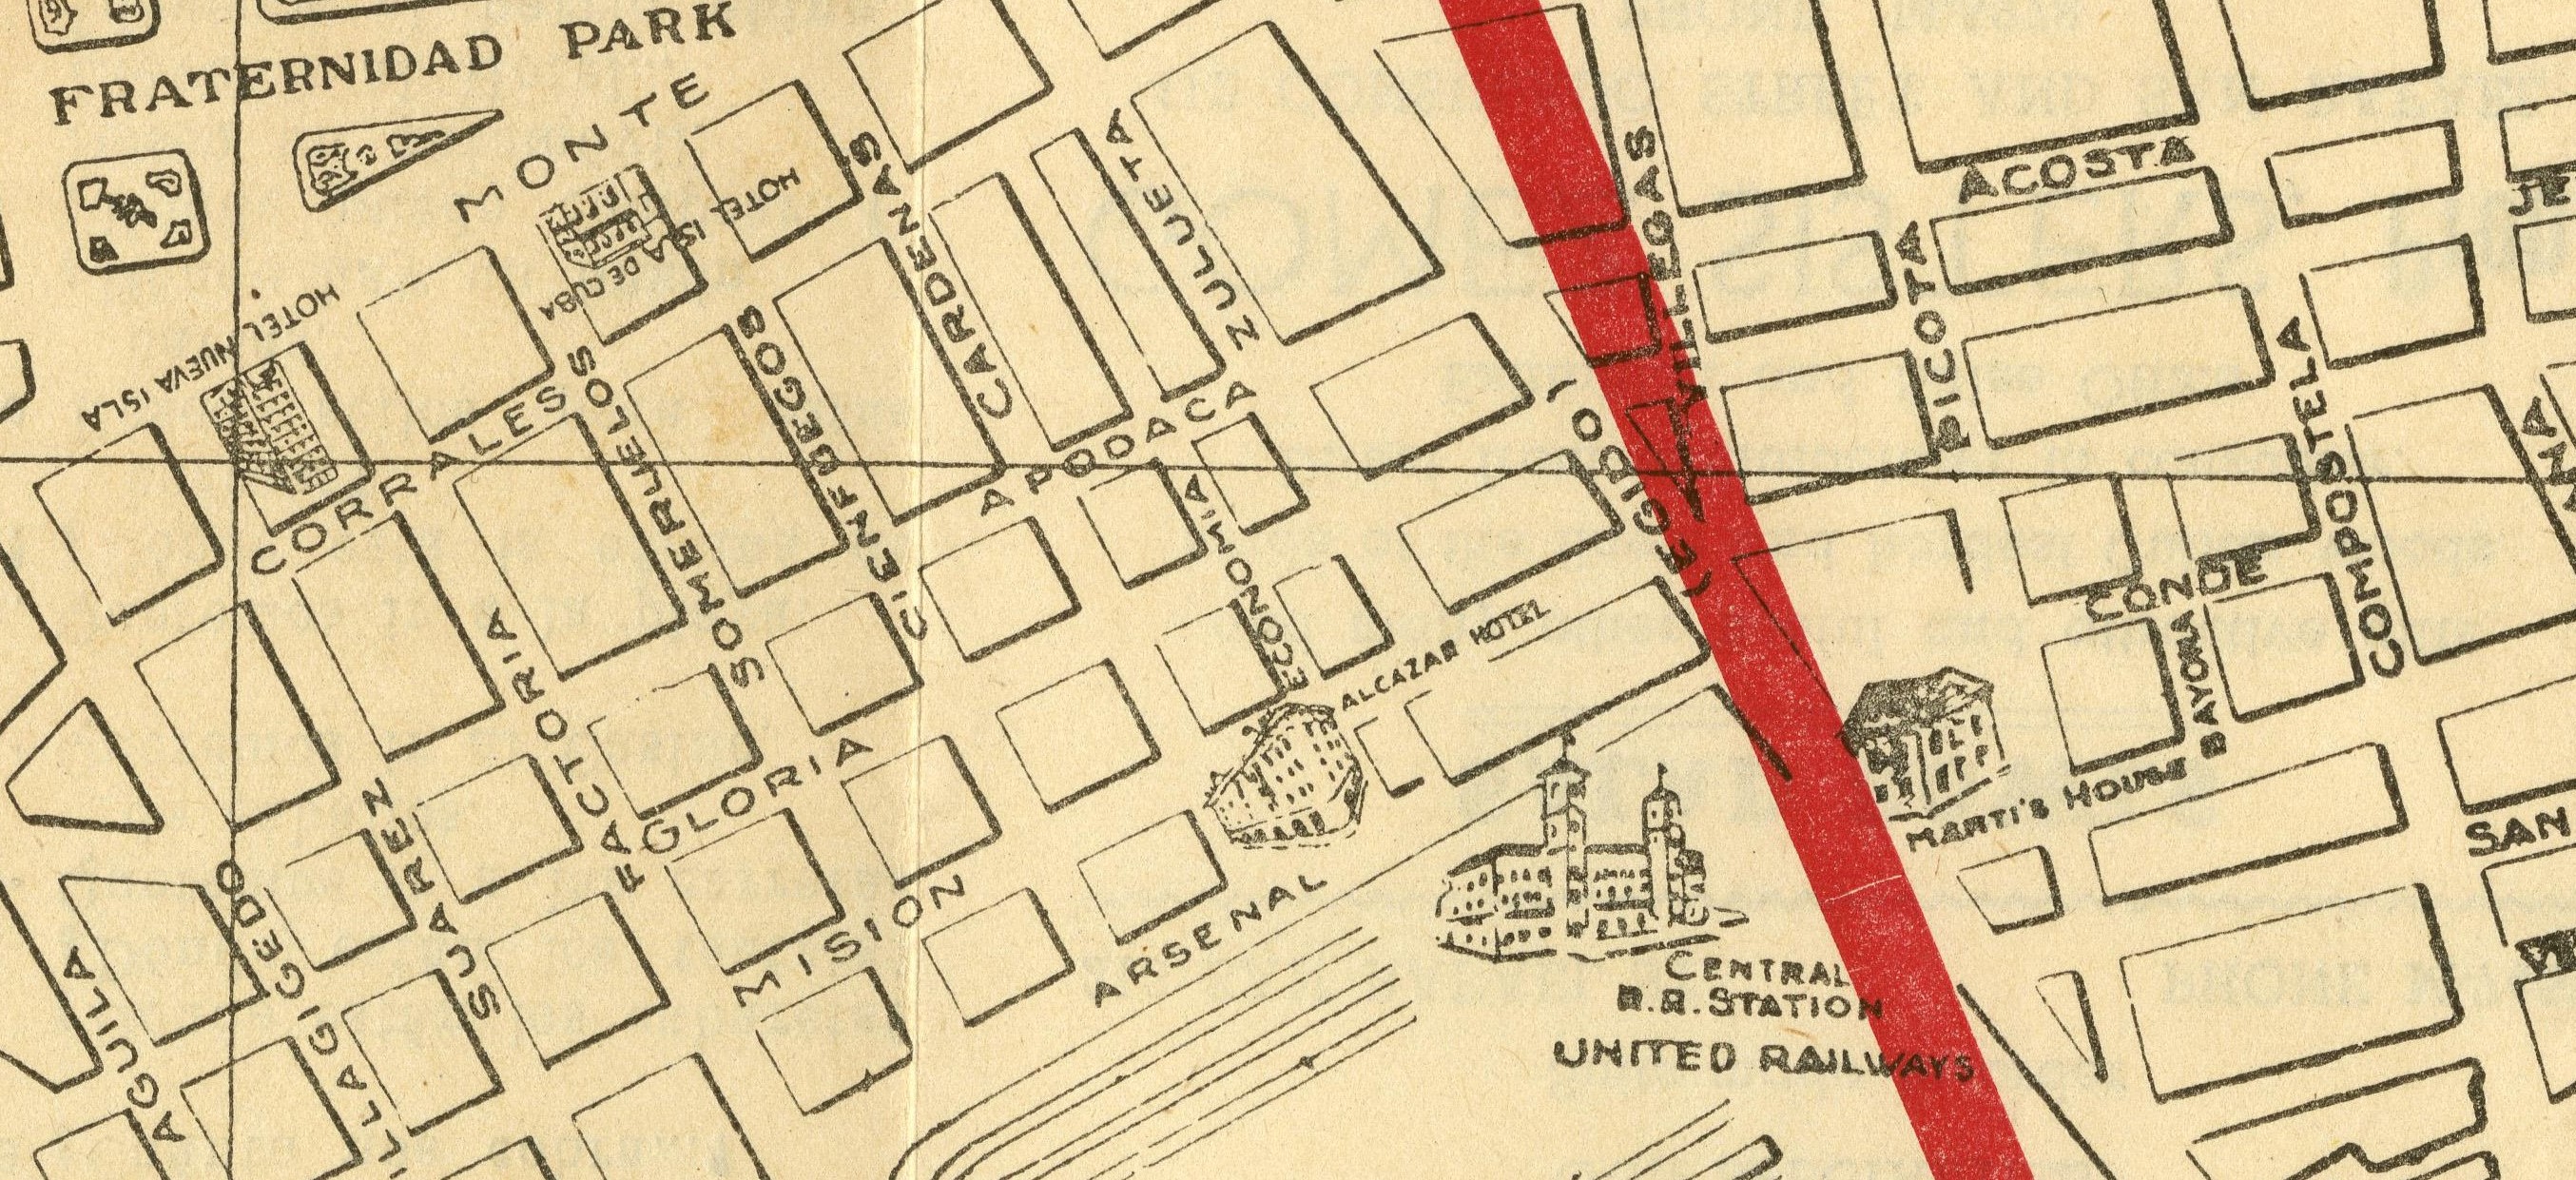 FRATERNIDAD PARK
MONTE
HOTEL
ISLA DE CUBA
HOTEL NUEVA ISLA
CORRALES
CARDENAS
ZULUETA
VILLEGAS
ACOSTA
PICOTA
SOMERUELOS
CIENFUEGOS
APODACA
(EGIDO)
COMPOSTELA
ANA
ECONOMIA
ALCAZAR HOTEL
CONDE
BAYONA
FACTORIA
GLORIA
SUAREZ
MARTI'S HOUSE
SAN
MISION
ARSENAL
AGUILA
CENTRAL
R.R. STATION
UNITED RAILWAYS